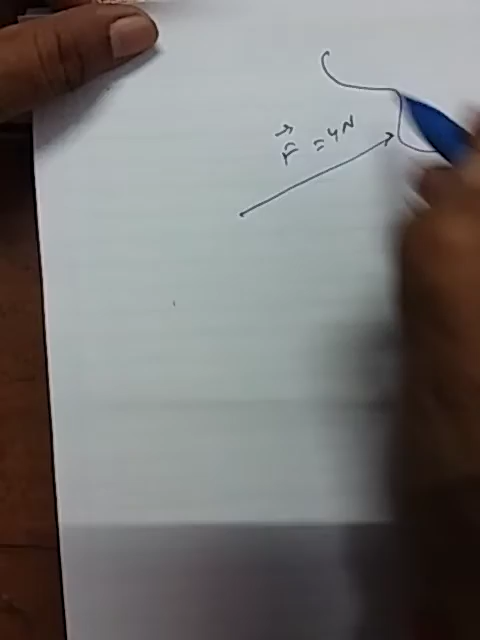 F⃗ = 4N